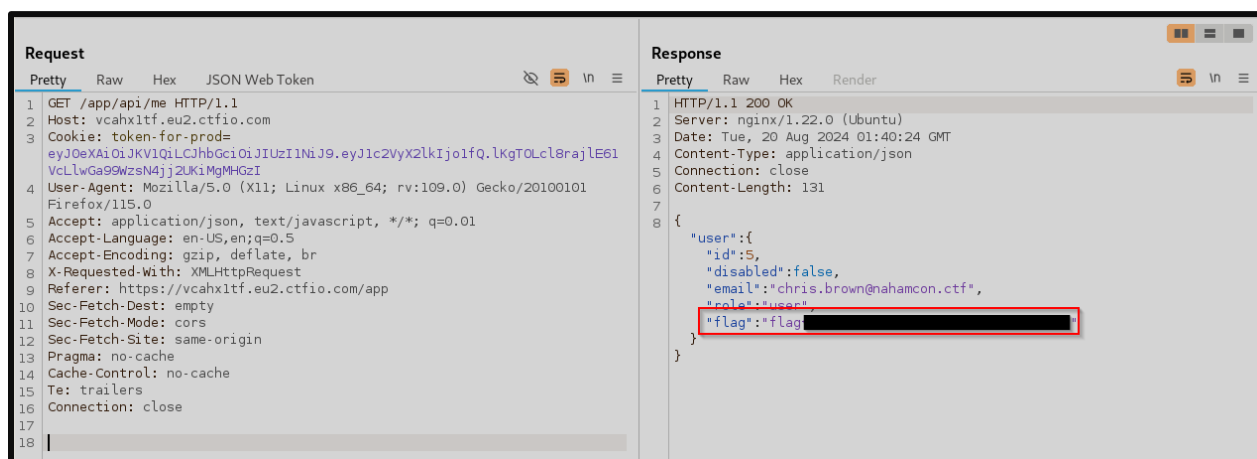 Request
Pretty Raw Hex JSON Web Token \n
1 GET /app/api/me HTTP/1.1
2 Host: vcahx1tf.eu2.ctfio.com
3 Cookie: token-for-prod=
eyJ0eXAiOiJKV1QiLCJhbGciOiJIUzI1NiJ9.eyJ1c2VyX2lkIjo1fQ.lKgTOLcl8rajlE61
VcLlwGa99WzsN4jj2UKiMgMHGzI
4 User-Agent: Mozilla/5.0 (X11; Linux x86_64; rv:109.0) Gecko/20100101
Firefox/115.0
5 Accept: application/json, text/javascript, */*; q=0.01
6 Accept-Language: en-US,en;q=0.5
7 Accept-Encoding: gzip, deflate, br
8 X-Requested-With: XMLHttpRequest
9 Referer: https://vcahx1tf.eu2.ctfio.com/app
10 Sec-Fetch-Dest: empty
11 Sec-Fetch-Mode: cors
12 Sec-Fetch-Site: same-origin
13 Pragma: no-cache
14 Cache-Control: no-cache
15 Te: trailers
16 Connection: close
17
18
Response
Pretty Raw Hex Render \n
1 HTTP/1.1 200 OK
2 Server: nginx/1.22.0 (Ubuntu)
3 Date: Tue, 20 Aug 2024 01:40:24 GMT
4 Content-Type: application/json
5 Connection: close
6 Content-Length: 131
7
8 {
"user":{
"id":5,
"disabled":false,
"email":"chris.brown@nahamcon.ctf",
"role":"user",
"flag":"flag "
}
}